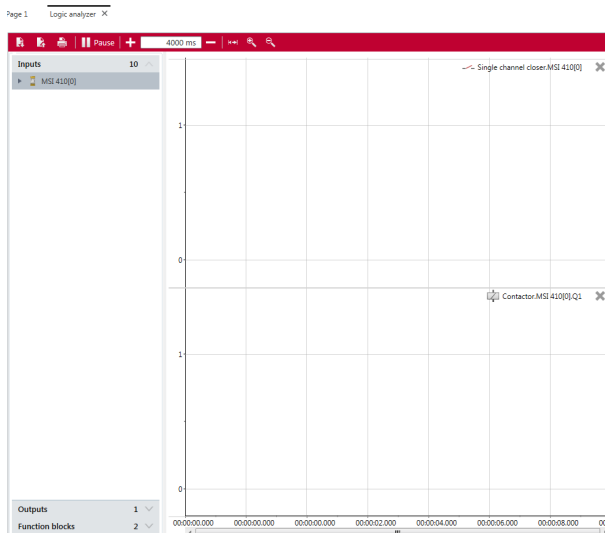 Page 1 Logic analyzer
Pause 4000 ms
Inputs 10
MSI 410[0]
Single channel closer.MSI 410[0]
1
0
Contactor.MSI 410[0].Q1
1
0
Outputs 1
Function blocks 2
00:00:00.000 00:00:00.000 00:00:00.000 00:00:02.000 00:00:04.000 00:00:06.000 00:00:08.000 00